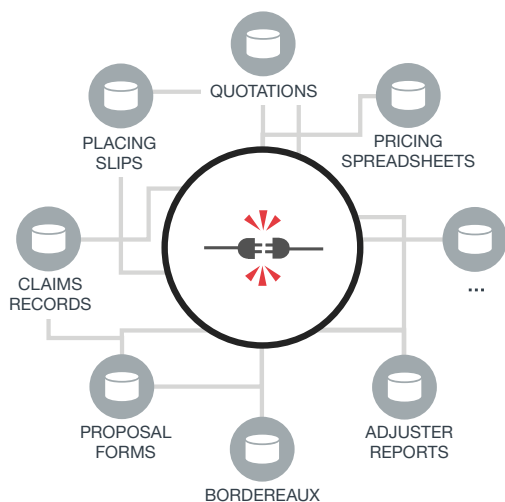 QUOTATIONS
PLACING
SLIPS
PRICING
SPREADSHEETS
CLAIMS
RECORDS
...
PROPOSAL
FORMS
ADJUSTER
REPORTS
BORDEREAUX